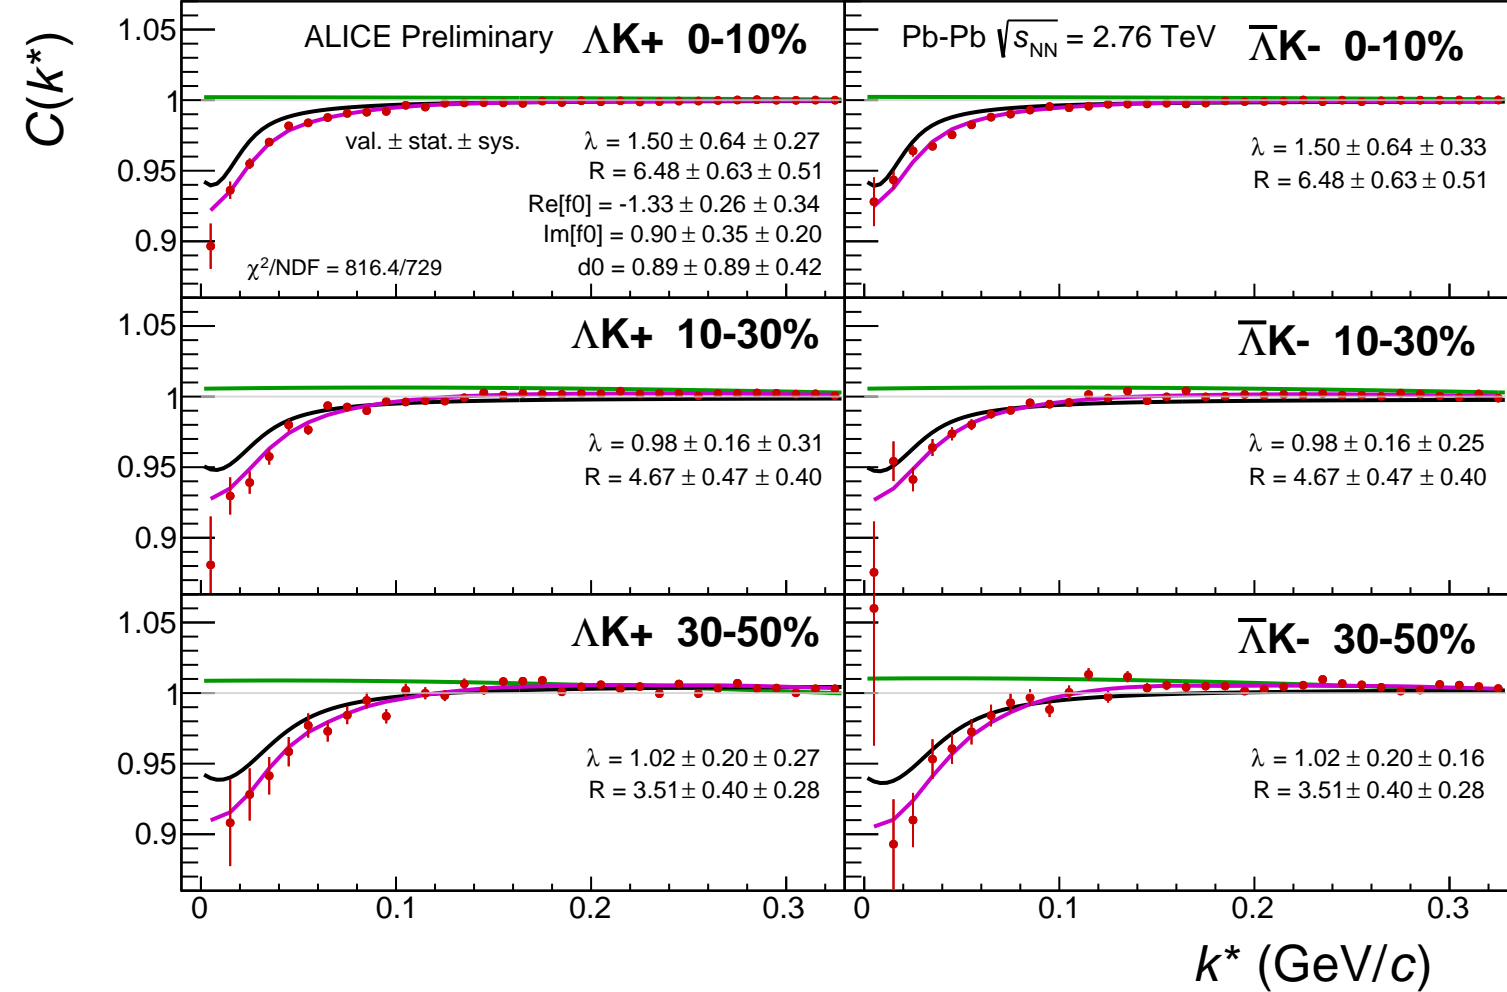 C(k*)
1.05
1
0.95
0.9
ALICE Preliminary ΛK+ 0-10%
val. ± stat. ± sys.
λ = 1.50 ± 0.64 ± 0.27
R = 6.48 ± 0.63 ± 0.51
Re[f0] = -1.33 ± 0.26 ± 0.34
Im[f0] = 0.90 ± 0.35 ± 0.20
χ²/NDF = 816.4/729
d0 = 0.89 ± 0.89 ± 0.42
Pb-Pb √sNN = 2.76 TeV Λ̅K- 0-10%
λ = 1.50 ± 0.64 ± 0.33
R = 6.48 ± 0.63 ± 0.51
1.05
1
0.95
0.9
ΛK+ 10-30%
λ = 0.98 ± 0.16 ± 0.31
R = 4.67 ± 0.47 ± 0.40
Λ̅K- 10-30%
λ = 0.98 ± 0.16 ± 0.25
R = 4.67 ± 0.47 ± 0.40
1.05
1
0.95
0.9
ΛK+ 30-50%
λ = 1.02 ± 0.20 ± 0.27
R = 3.51 ± 0.40 ± 0.28
Λ̅K- 30-50%
λ = 1.02 ± 0.20 ± 0.16
R = 3.51 ± 0.40 ± 0.28
0 0.1 0.2 0.3 0 0.1 0.2 0.3
k* (GeV/c)